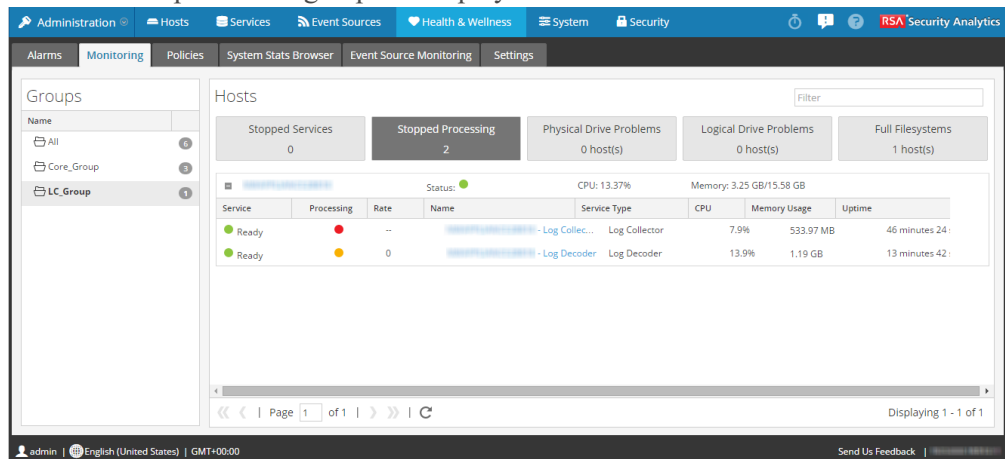 Administration Hosts Services Event Sources Health & Wellness System Security RSA Security Analytics
Alarms Monitoring Policies System Stats Browser Event Source Monitoring Settings
Groups
Name
All 6
Core_Group 3
LC_Group 1
Hosts
Filter
Stopped Services
0
Stopped Processing
2
Physical Drive Problems
0 host(s)
Logical Drive Problems
0 host(s)
Full Filesystems
1 host(s)
Status: CPU: 13.37% Memory: 3.25 GB/15.58 GB
Service Processing Rate Name Service Type CPU Memory Usage Uptime
Ready -- - Log Collec... Log Collector 7.9% 533.97 MB 46 minutes 24
Ready 0 - Log Decoder Log Decoder 13.9% 1.19 GB 13 minutes 42
Page 1 of 1
Displaying 1 - 1 of 1
admin | English (United States) | GMT+00:00
Send Us Feedback |